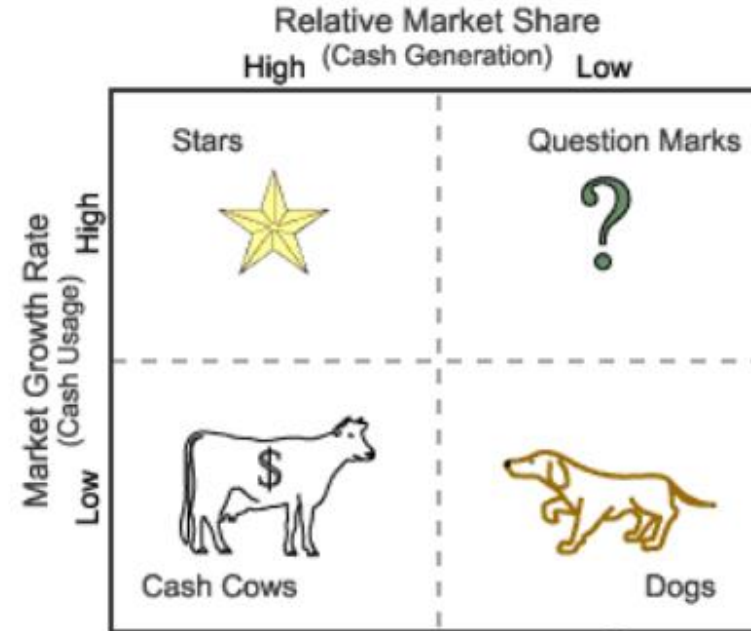 Relative Market Share
(Cash Generation)
High
Low
Stars
Question Marks
?
Market Growth Rate
(Cash Usage)
High
Low
$
Cash Cows
Dogs